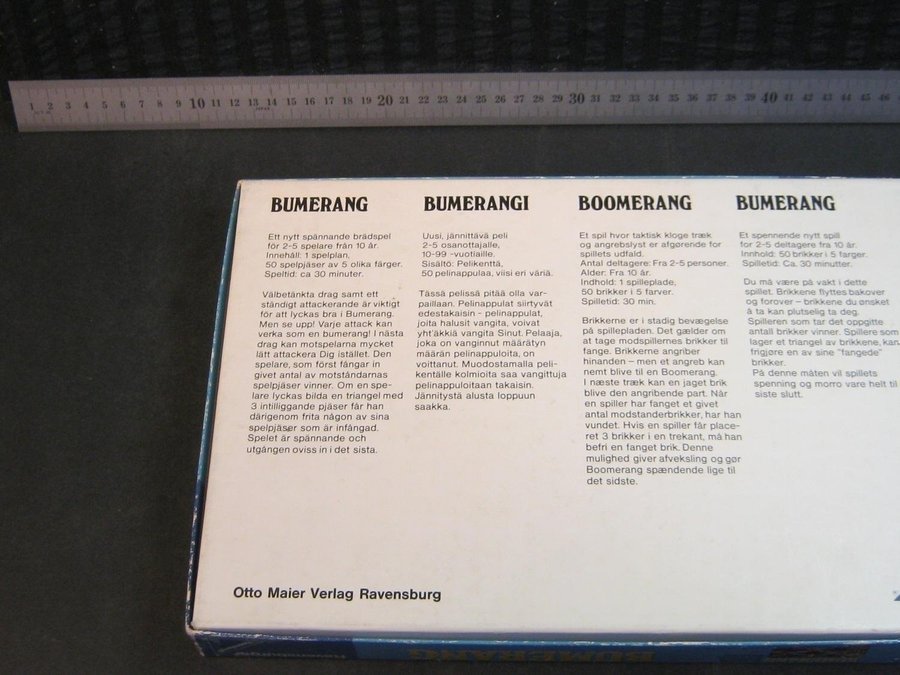 1 2 3 4 5 6 7 8 9 10 11 12 13 14 15 16 17 18 19 20 21 22 23 24 25 26 27 28 29 30 31 32 33 34 35 36 37 38 39 40 41 42 43 44 45 46
BUMERANG
Ett nytt spännande brädspel
för 2-5 spelare från 10 år.
Innehåll: 1 spelplan,
50 spelpjäser av 5 olika färger.
Speltid: ca 30 minuter.
Välbetänkta drag samt ett
ständigt attackerande är viktigt
för att lyckas bra i Bumerang.
Men se upp! Varje attack kan
verka som en bumerang! I nästa
drag kan motspelarna mycket
lätt attackera Dig istället. Den
spelare, som först fångar in
givet antal av motståndarnas
spelpjäser vinner. Om en spe-
lare lyckas bilda en triangel med
3 intilliggande pjäser får han
därigenom frita någon av sina
spelpjäser som är infångad.
Spelet är spännande och
utgången oviss in i det sista.
BUMERANGI
Uusi, jännittävä peli
2-5 osanottajalle,
10-99 -vuotiaille.
Sisältö: Pelikenttä,
50 pelinappulaa, viisi eri väriä.
Tässä pelissä pitää olla var-
paillaan. Pelinappulat siirtyvät
edestakaisin - pelinappulat,
joita halusit vangita, voivat
yht'äkkiä vangita Sinut. Pelaaja,
joka on vanginnut määrätyn
määrän pelinappuloita, on
voittanut. Muodostamalla peli-
kentälle kolmioita saa vangittuja
pelinappuloitaan takaisin.
Jännitystä alusta loppuun
saakka.
BOOMERANG
Et spil hvor taktisk kloge træk
og angrebslyst er afgørende for
spillets udfald.
Antal deltagere: Fra 2-5 personer.
Alder: Fra 10 år.
Indhold: 1 spilleplade,
50 brikker i 5 farver.
Spilletid: 30 min.
Brikkerne er i stadig bevægelse
på spillepladen. Det gælder om
at tage modspillernes brikker til
fange. Brikkerne angriber
hinanden – men et angreb kan
nemt blive til en Boomerang.
I næste træk kan en jaget brik
blive den angribende part. Når
en spiller har fanget et givet
antal modstanderbrikker, har han
vundet. Hvis en spiller får place-
ret 3 brikker i en trekant, må han
befri en fanget brik. Denne
mulighed giver afveksling og gør
Boomerang spændende lige til
det sidste.
BUMERANG
Et spennende nytt spill
for 2-5 deltagere fra 10 år.
Innhold: 50 brikker i 5 farger.
Spilletid: Ca. 30 minutter.
Du må være på vakt i dette
spillet. Brikkene flyttes bakover
og forover – brikkene du ønsket
å ta kan plutselig ta deg.
Spilleren som tar det oppgitte
antall brikker vinner. Spillere som
lager et triangel av brikkene, kan
frigjøre en av sine "fangede"
brikker.
På denne måten vil spillets
spenning og morro vare helt til
siste slutt.
Otto Maier Verlag Ravensburg
BUMERANG